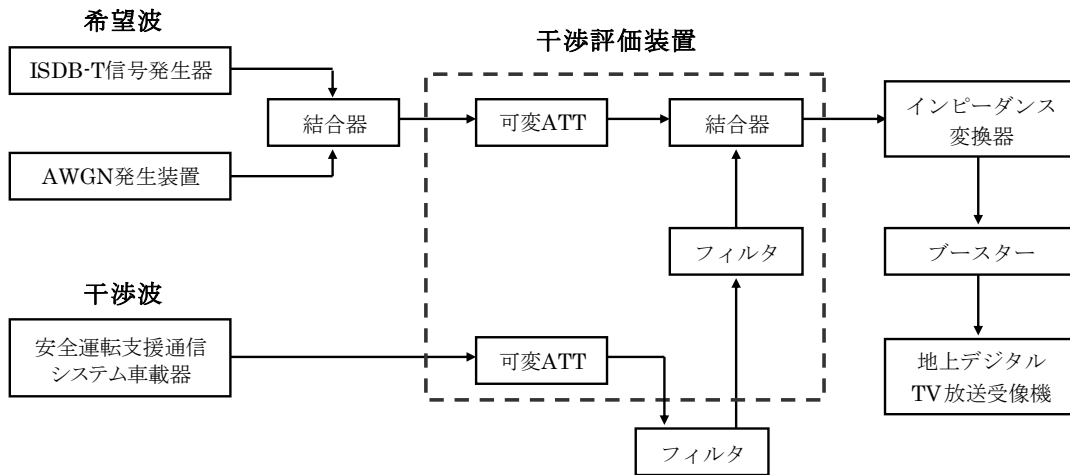 希望波
ISDB-T信号発生器
結合器
AWGN発生装置
干渉評価装置
可変ATT
結合器
インピーダンス
変換器
フィルタ
ブースター
干渉波
安全運転支援通信
システム車載器
可変ATT
フィルタ
地上デジタル
TV放送受像機